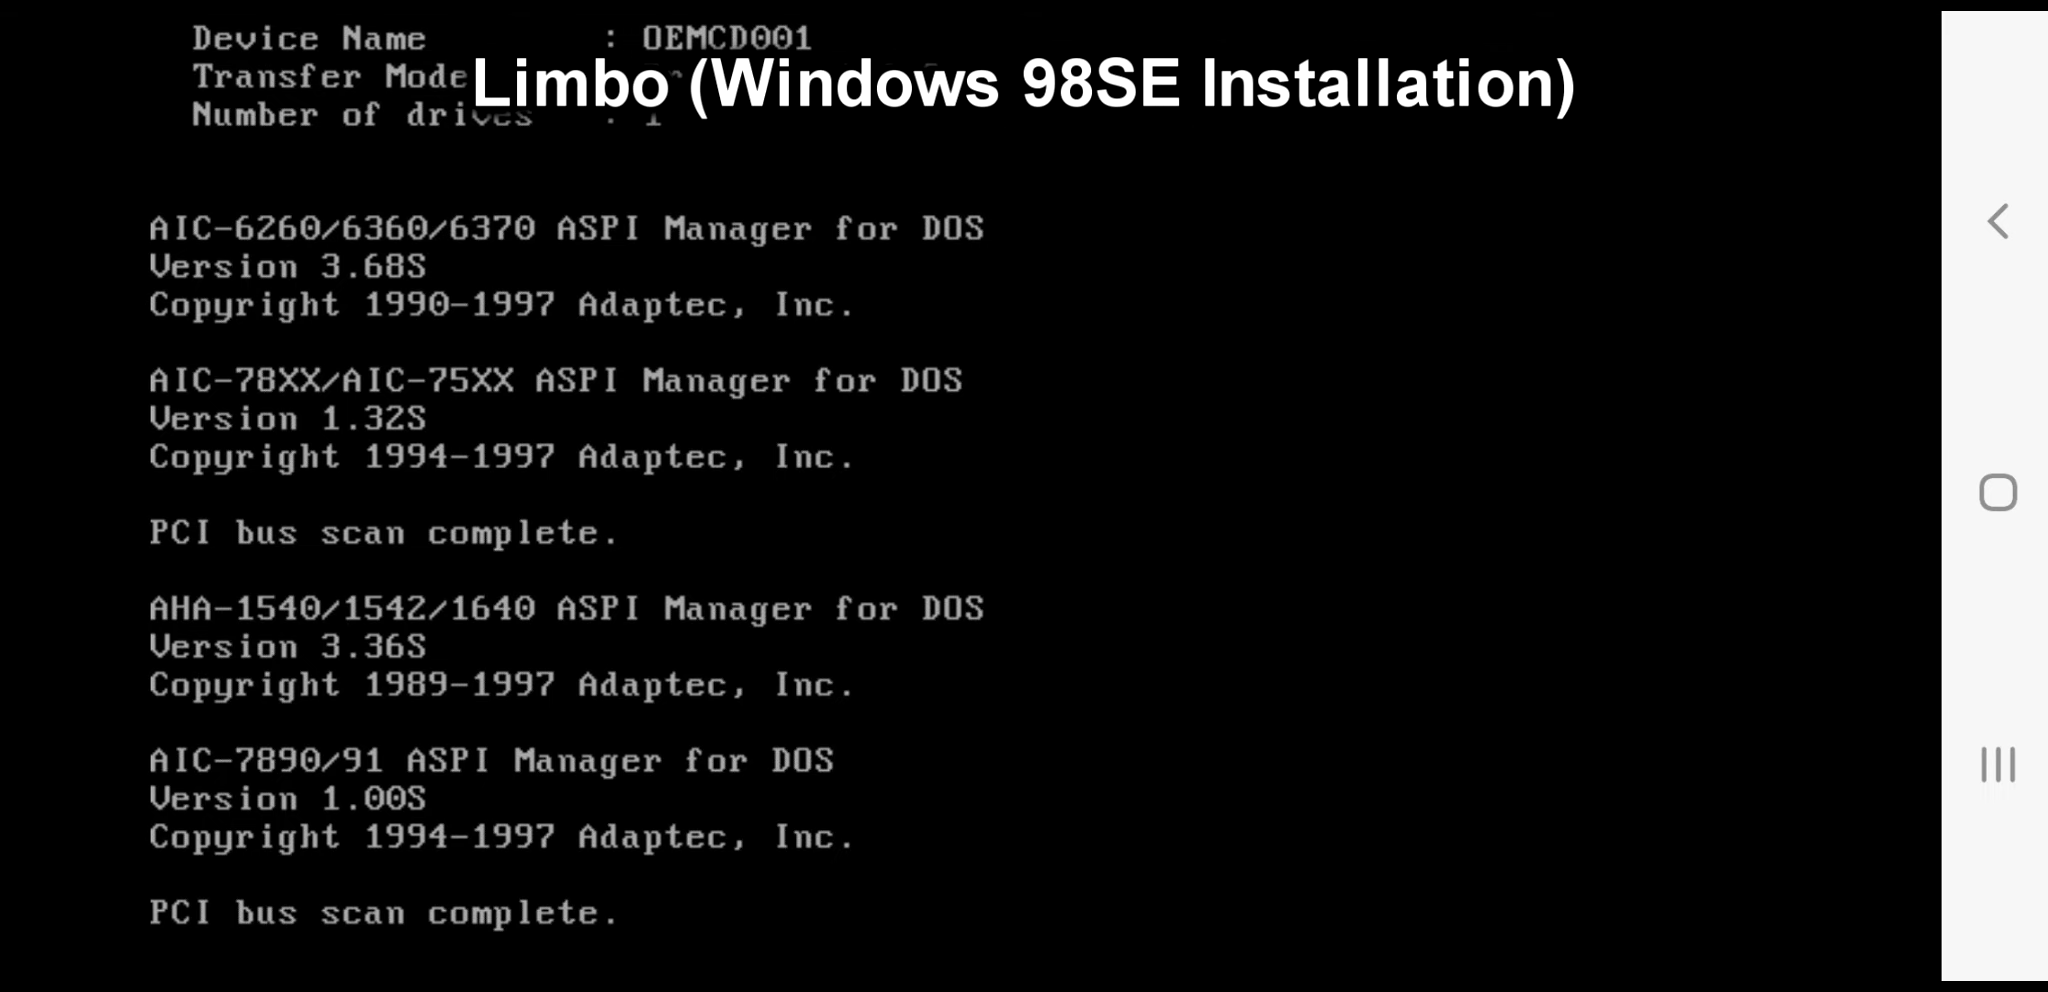 Device Name : OEMCD001
Transfer Mode
Limbo (Windows 98SE Installation)
Number of drives : 1
AIC-6260/6360/6370 ASPI Manager for DOS
Version 3.68S
Copyright 1990-1997 Adaptec, Inc.
AIC-78XX/AIC-75XX ASPI Manager for DOS
Version 1.32S
Copyright 1994-1997 Adaptec, Inc.
PCI bus scan complete.
AHA-1540/1542/1640 ASPI Manager for DOS
Version 3.36S
Copyright 1989-1997 Adaptec, Inc.
AIC-7890/91 ASPI Manager for DOS
Version 1.00S
Copyright 1994-1997 Adaptec, Inc.
PCI bus scan complete.